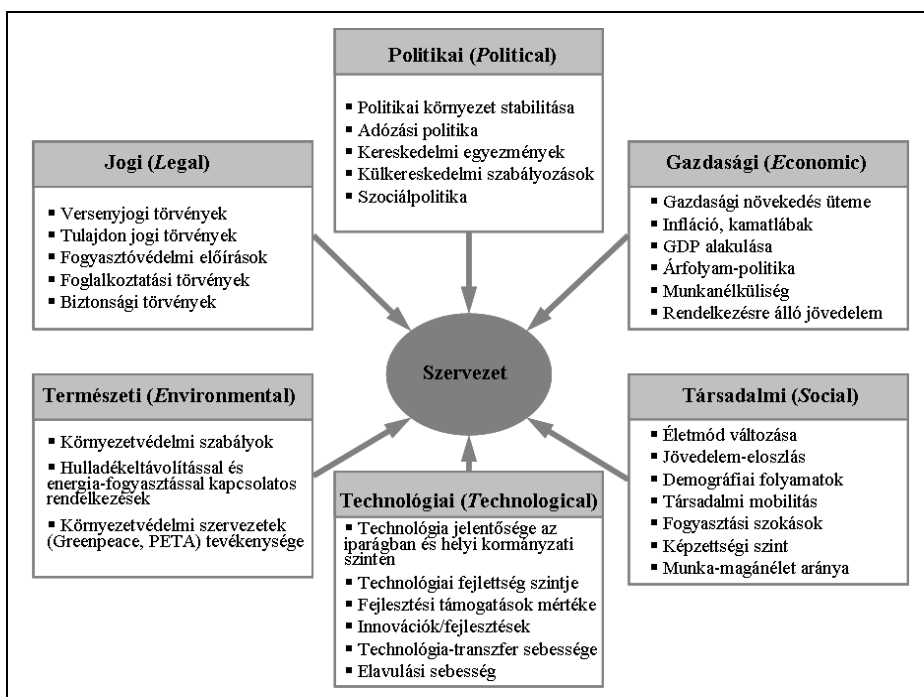 Politikai (Political)
▪ Politikai környezet stabilitása
▪ Adózási politika
▪ Kereskedelmi egyezmények
▪ Külkereskedelmi szabályozások
▪ Szociálpolitika
Jogi (Legal)
▪ Versenyjogi törvények
▪ Tulajdon jogi törvények
▪ Fogyasztóvédelmi előírások
▪ Foglalkoztatási törvények
▪ Biztonsági törvények
Gazdasági (Economic)
▪ Gazdasági növekedés üteme
▪ Infláció, kamatlábak
▪ GDP alakulása
▪ Árfolyam-politika
▪ Munkanélküliség
▪ Rendelkezésre álló jövedelem
Szervezet
Természeti (Environmental)
▪ Környezetvédelmi szabályok
▪ Hulladékeltávolítással és
energia-fogyasztással kapcsolatos
rendelkezések
▪ Környezetvédelmi szervezetek
(Greenpeace, PETA) tevékenysége
Technológiai (Technological)
▪ Technológia jelentősége az
iparágban és helyi kormányzati
szinten
▪ Technológiai fejlettség szintje
▪ Fejlesztési támogatások mértéke
▪ Innovációk/fejlesztések
▪ Technológia-transzfer sebessége
▪ Elavulási sebesség
Társadalmi (Social)
▪ Életmód változása
▪ Jövedelem-eloszlás
▪ Demográfiai folyamatok
▪ Társadalmi mobilitás
▪ Fogyasztási szokások
▪ Képzettségi szint
▪ Munka-magánélet aránya